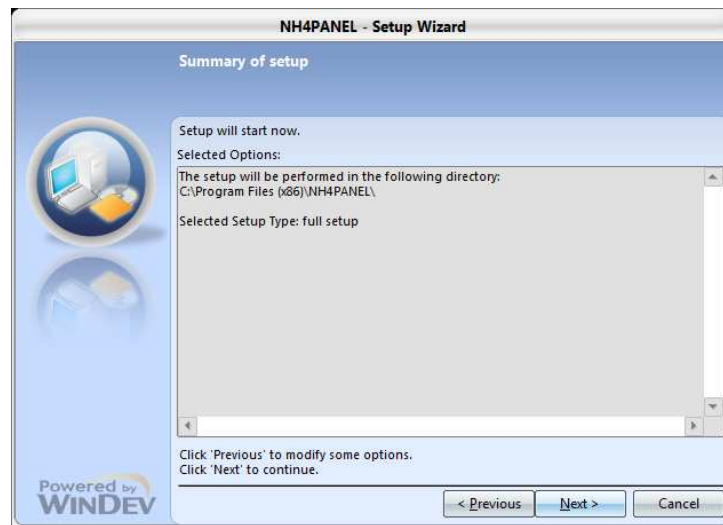 NH4PANEL - Setup Wizard
Summary of setup
Setup will start now.
Selected Options:
The setup will be performed in the following directory:
C:\Program Files (x86)\NH4PANEL\
Selected Setup Type: full setup
Click 'Previous' to modify some options.
Click 'Next' to continue.
Powered by
WINDEV
< Previous
Next >
Cancel